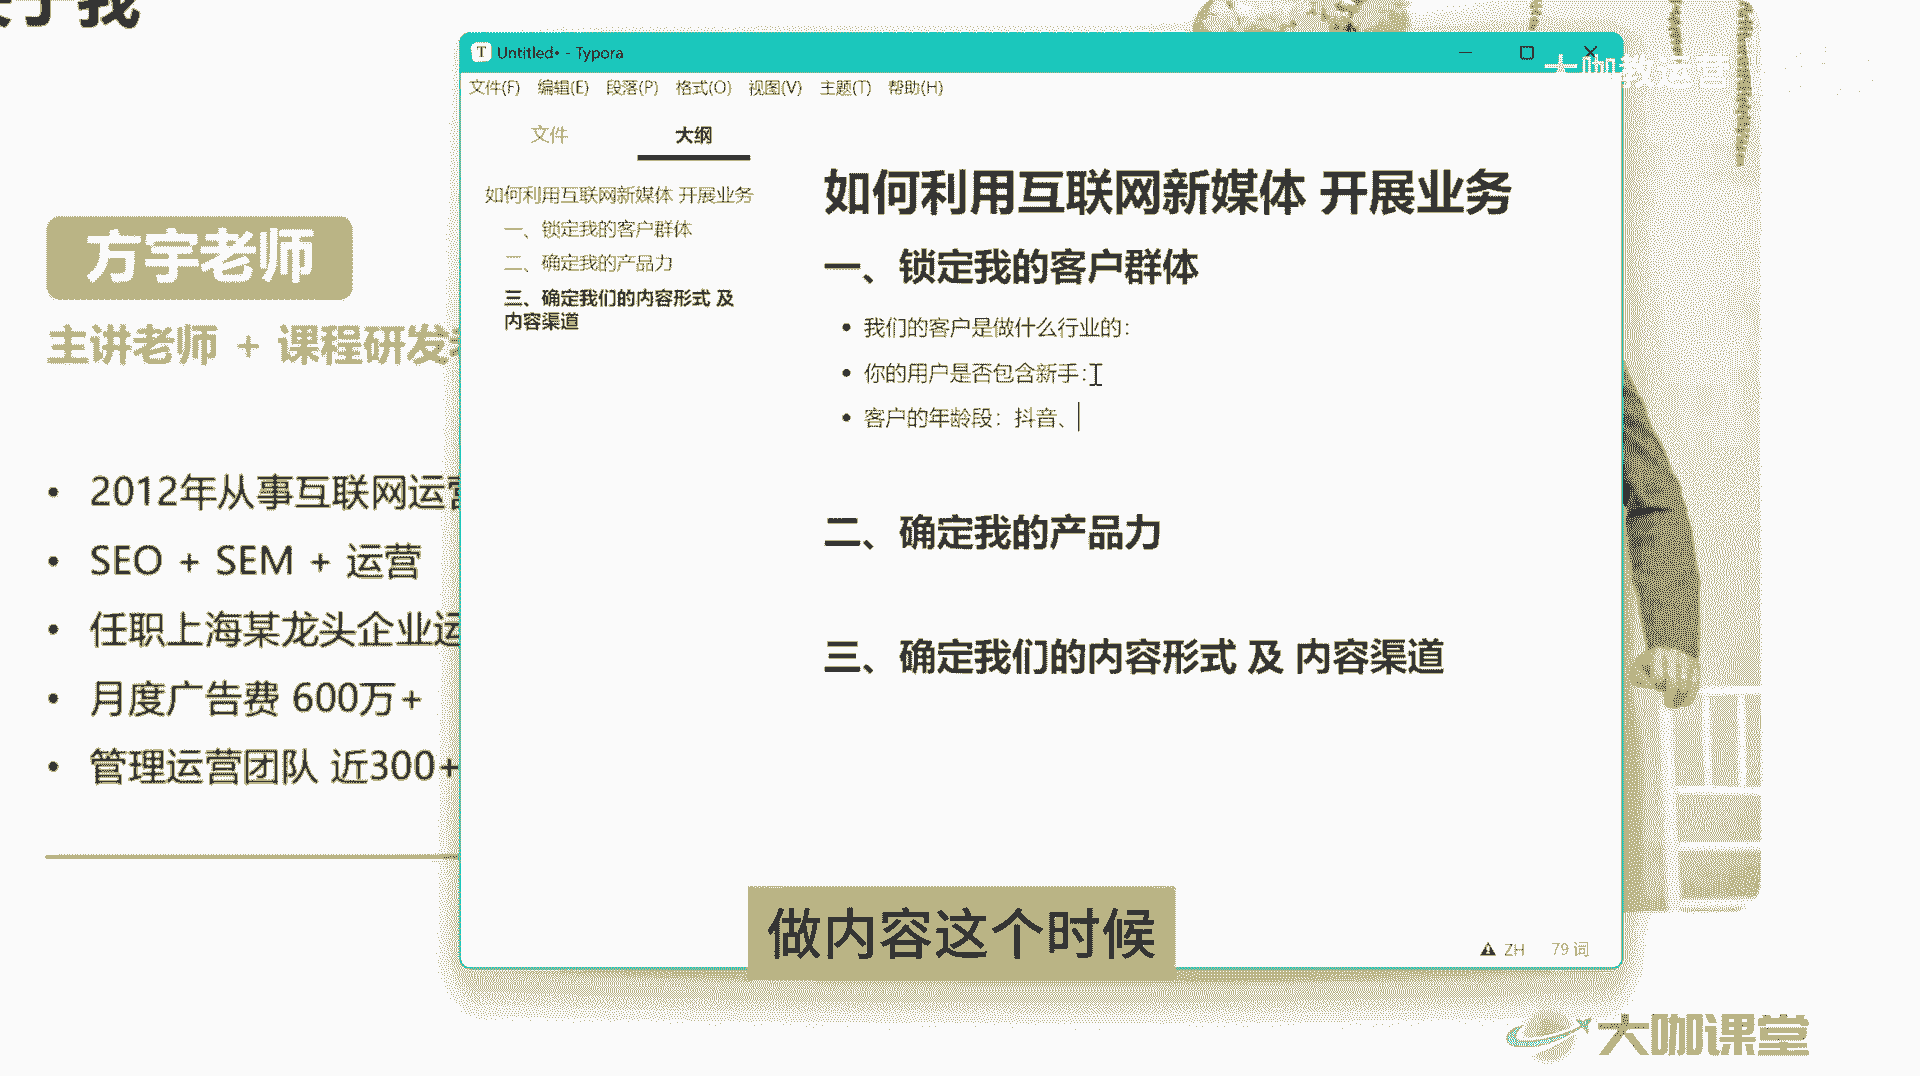 于我
方宇老师
主讲老师 + 课程研发
• 2012年从事互联网运营
• SEO + SEM + 运营
• 任职上海某龙头企业运
• 月度广告费 600万+
• 管理运营团队 近300+
T Untitled• - Typora
文件(F) 编辑(E) 段落(P) 格式(O) 视图(V) 主题(T) 帮助(H)
文件 大纲
如何利用互联网新媒体 开展业务
一、锁定我的客户群体
二、确定我的产品力
三、确定我们的内容形式 及
内容渠道
如何利用互联网新媒体 开展业务
一、锁定我的客户群体
• 我们的客户是做什么行业的：
• 你的用户是否包含新手：
• 客户的年龄段：抖音、
二、确定我的产品力
三、确定我们的内容形式 及 内容渠道
ZH 79 词
做内容这个时候
大咖教运营
大咖课堂